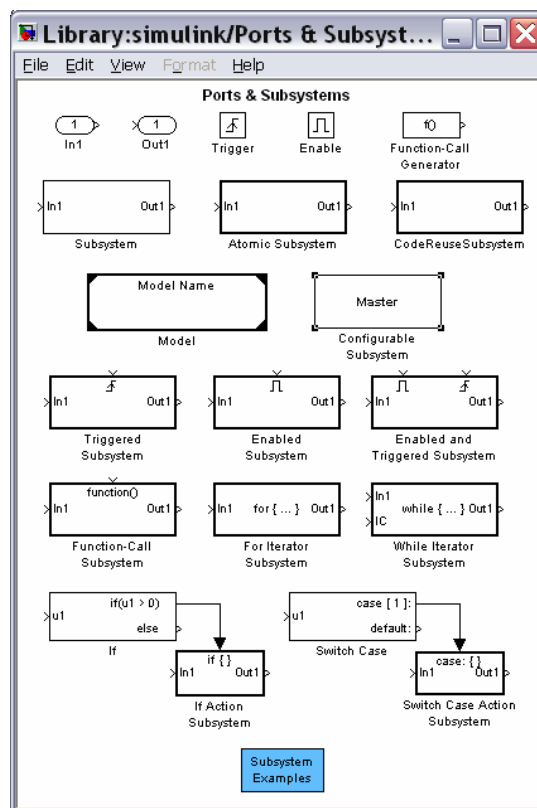 Library:simulink/Ports & Subsyst...
File Edit View Format Help
Ports & Subsystems
1 1 f()
In1 Out1 Trigger Enable Function-Call
Generator
In1 Out1 In1 Out1 In1 Out1
Subsystem Atomic Subsystem CodeReuseSubsystem
Model Name
Master
Model Configurable
Subsystem
In1 Out1 In1 Out1 In1 Out1
Triggered
Subsystem
Enabled
Subsystem
Enabled and
Triggered Subsystem
function()
In1 Out1
In1 for { ... } Out1
In1
while { ... } Out1
IC
Function-Call
Subsystem
For Iterator
Subsystem
While Iterator
Subsystem
u1 if(u1 > 0)
else
If
u1 case [ 1 ]:
default:
Switch Case
if { }
In1 Out1
If Action
Subsystem
case: { }
In1 Out1
Switch Case Action
Subsystem
Subsystem
Examples